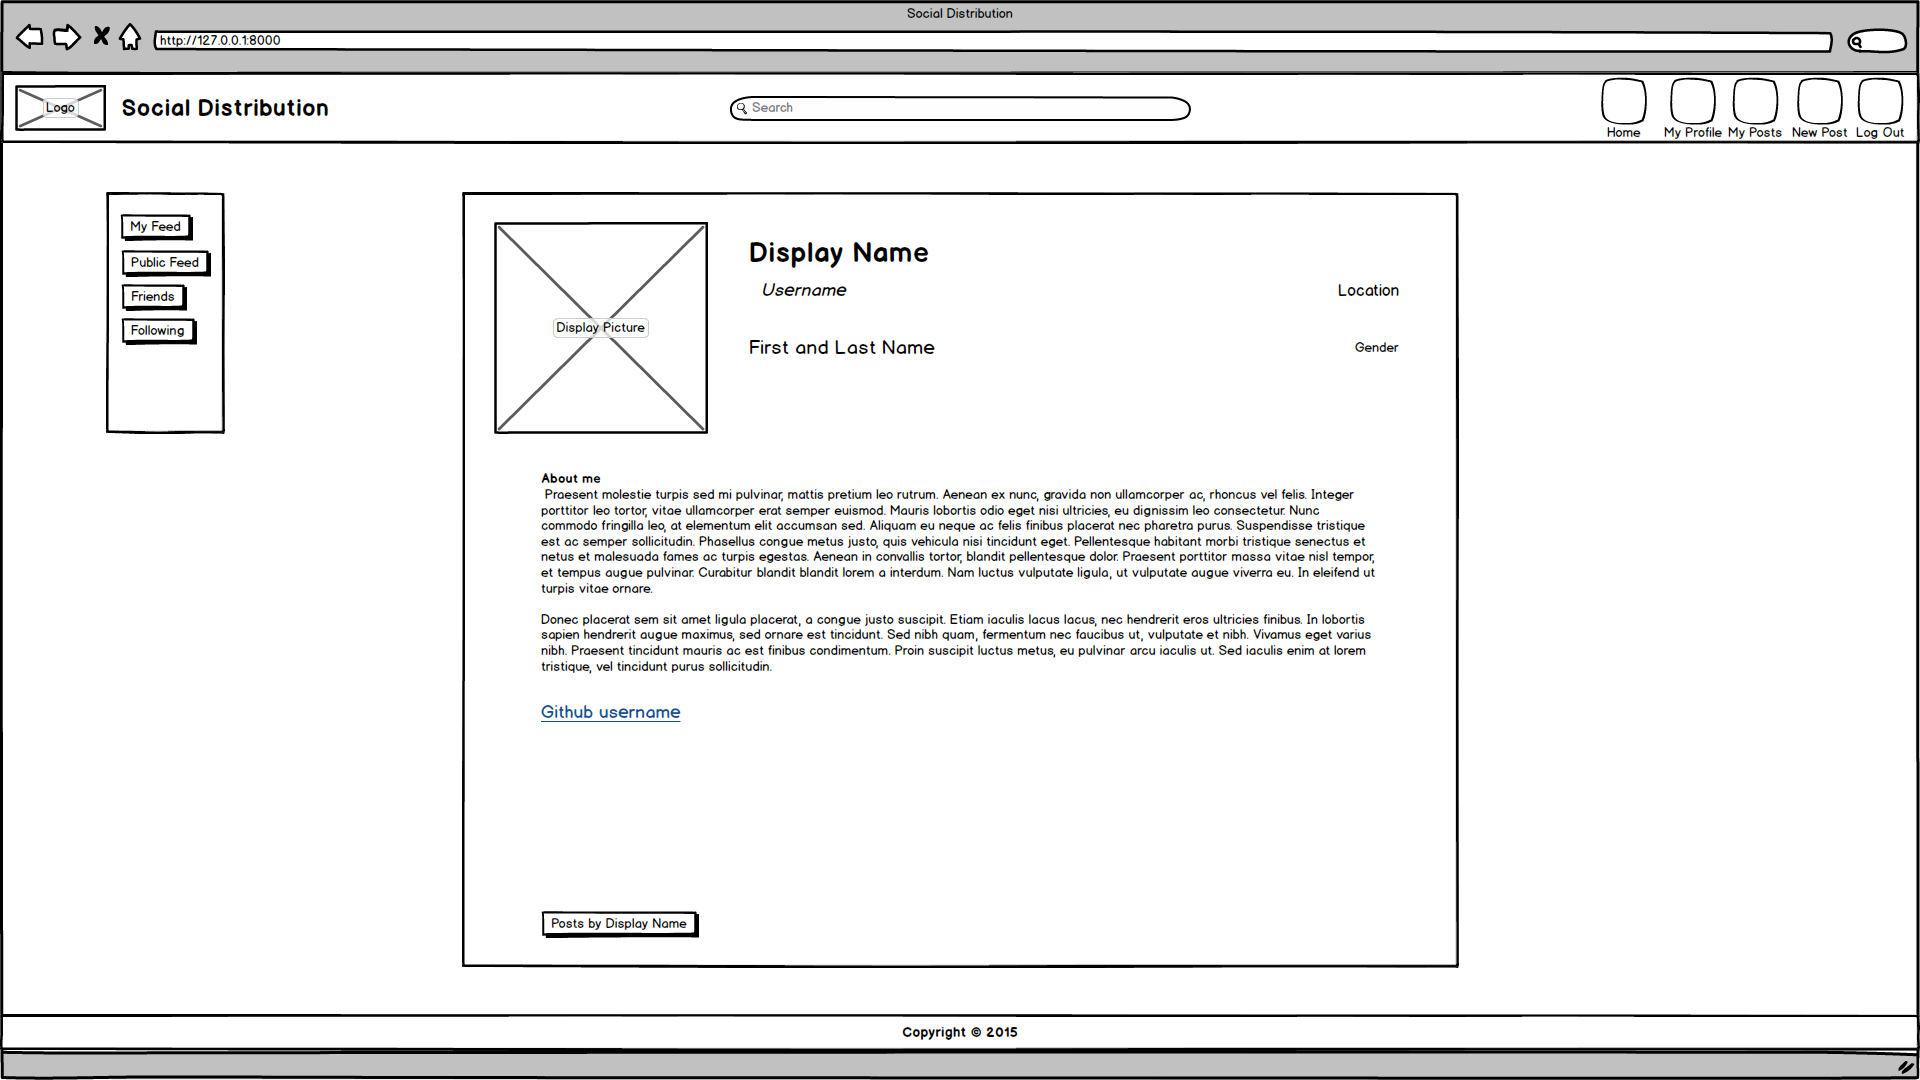 Social Distribution
http://127.0.0.1:8000
Logo
Social Distribution
Search
Home
My Profile
My Posts
New Post
Log Out
My Feed
Public Feed
Friends
Following
Display Picture
Display Name
Username
Location
First and Last Name
Gender
About me
Praesent molestie turpis sed mi pulvinar, mattis pretium leo rutrum. Aenean ex nunc, gravida non ullamcorper ac, rhoncus vel felis. Integer
porttitor leo tortor, vitae ullamcorper erat semper euismod. Mauris lobortis odio eget nisi ultricies, eu dignissim leo consectetur. Nunc
commodo fringilla leo, at elementum elit accumsan sed. Aliquam eu neque ac felis finibus placerat nec pharetra purus. Suspendisse tristique
est ac semper sollicitudin. Phasellus congue metus justo, quis vehicula nisi tincidunt eget. Pellentesque habitant morbi tristique senectus et
netus et malesuada fames ac turpis egestas. Aenean in convallis tortor, blandit pellentesque dolor. Praesent porttitor massa vitae nisl tempor,
et tempus augue pulvinar. Curabitur blandit blandit lorem a interdum. Nam luctus vulputate ligula, ut vulputate augue viverra eu. In eleifend ut
turpis vitae ornare.
Donec placerat sem sit amet ligula placerat, a congue justo suscipit. Etiam iaculis lacus lacus, nec hendrerit eros ultricies finibus. In lobortis
sapien hendrerit augue maximus, sed ornare est tincidunt. Sed nibh quam, fermentum nec faucibus ut, vulputate et nibh. Vivamus eget varius
nibh. Praesent tincidunt mauris ac est finibus condimentum. Proin suscipit luctus metus, eu pulvinar arcu iaculis ut. Sed iaculis enim at lorem
tristique, vel tincidunt purus sollicitudin.
Github username
Posts by Display Name
Copyright © 2015